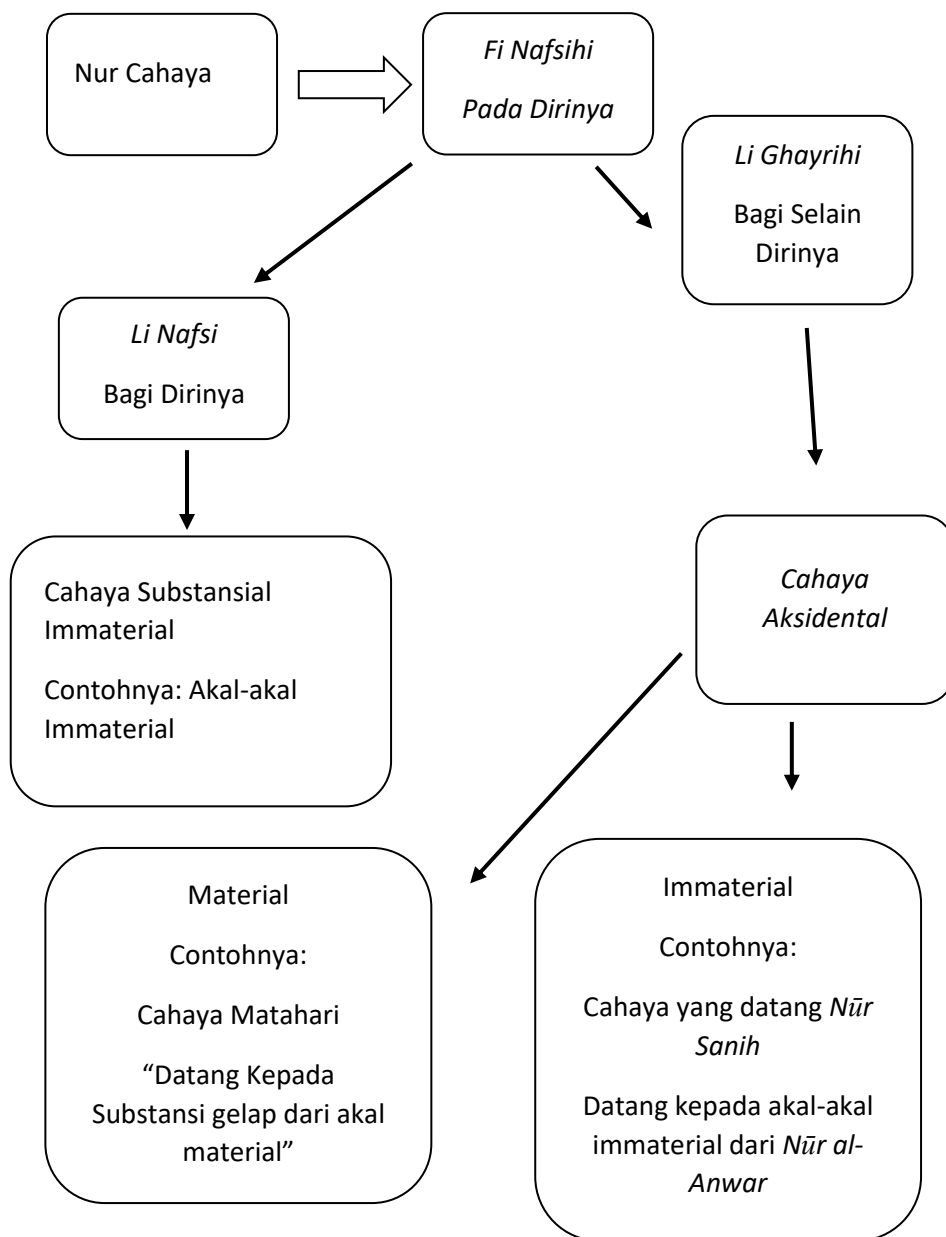 Nur Cahaya
Fi Nafsihi
Pada Dirinya
Li Ghayrihi
Bagi Selain
Dirinya
Li Nafsi
Bagi Dirinya
Cahaya Substansial
Immaterial
Contohnya: Akal-akal
Immaterial
Cahaya
Aksidental
Material
Contohnya:
Cahaya Matahari
“Datang Kepada
Substansi gelap dari akal
material”
Immaterial
Contohnya:
Cahaya yang datang Nūr
Sanih
Datang kepada akal-akal
immaterial dari Nūr al-
Anwar